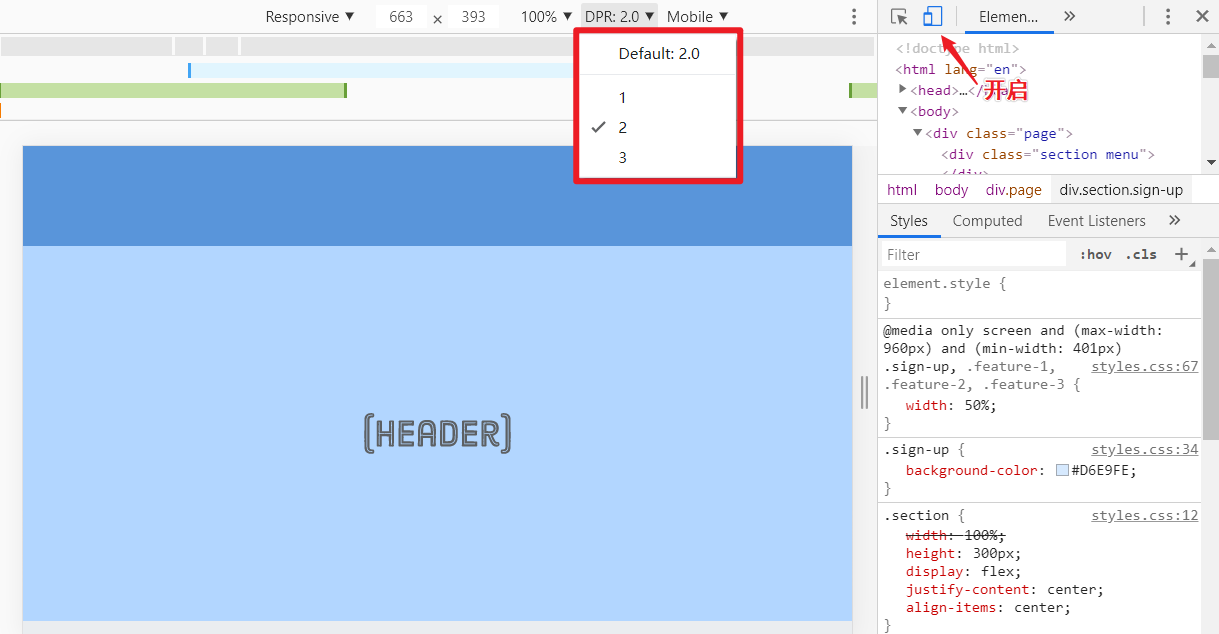 Responsive ▼ 663 × 393 100% ▼ DPR: 2.0 ▼ Mobile ▼
Default: 2.0
1
2
3
[HEADER]
Elemen... »
<!doctype html>
<html lang="en">
开启
▶<head>…
▼<body>
▼<div class="page">
<div class="section menu">
</div>
html body div.page div.section.sign-up
Styles Computed Event Listeners »
Filter :hov .cls +
element.style {
}
@media only screen and (max-width:
960px) and (min-width: 401px)
.sign-up, .feature-1, styles.css:67
.feature-2, .feature-3 {
width: 50%;
}
.sign-up { styles.css:34
background-color: #D6E9FE;
}
.section { styles.css:12
width: 100%;
height: 300px;
display: flex;
justify-content: center;
align-items: center;
}